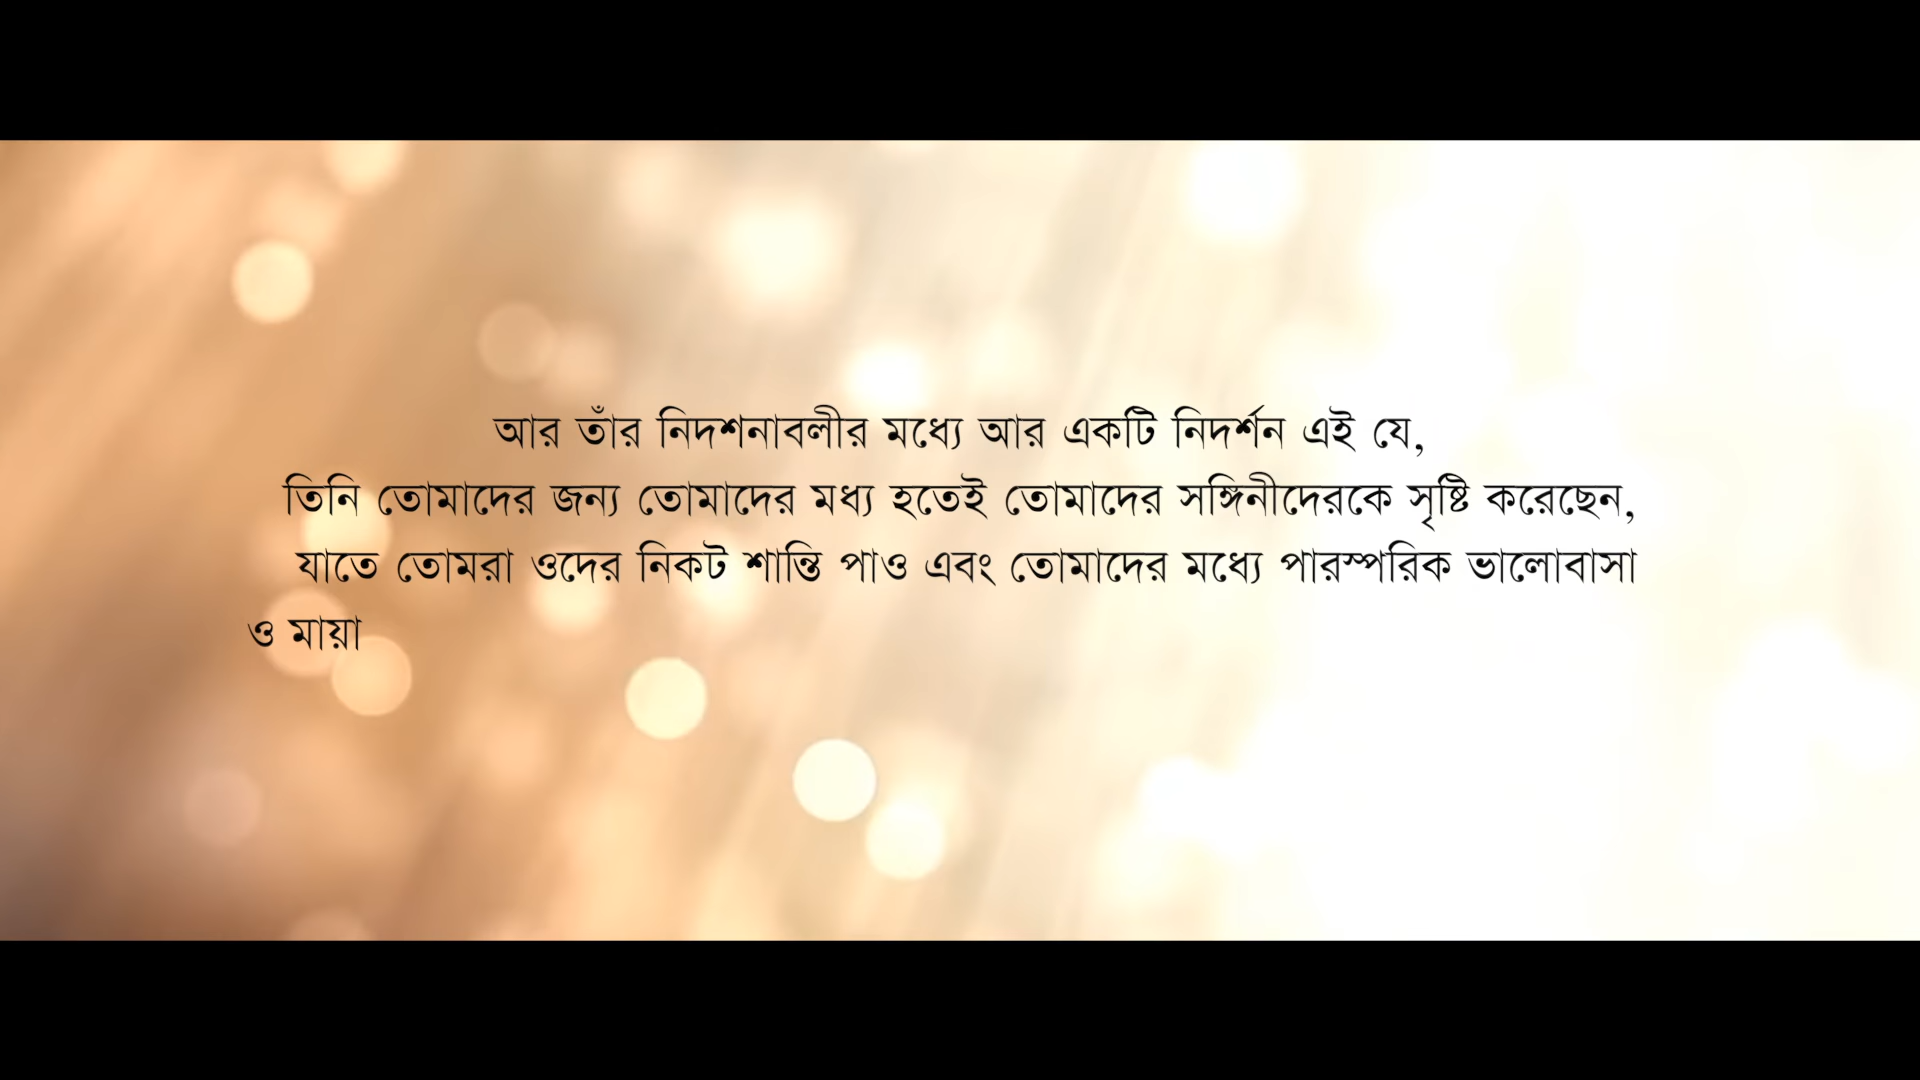 আর তাঁর নিদশনাবলীর মধ্যে আর একটি নিদর্শন এই যে,
তিনি তোমাদের জন্য তোমাদের মধ্য হতেই তোমাদের সঙ্গিনীদেরকে সৃষ্টি করেছেন,
যাতে তোমরা ওদের নিকট শান্তি পাও এবং তোমাদের মধ্যে পারস্পরিক ভালোবাসা
ও মায়া